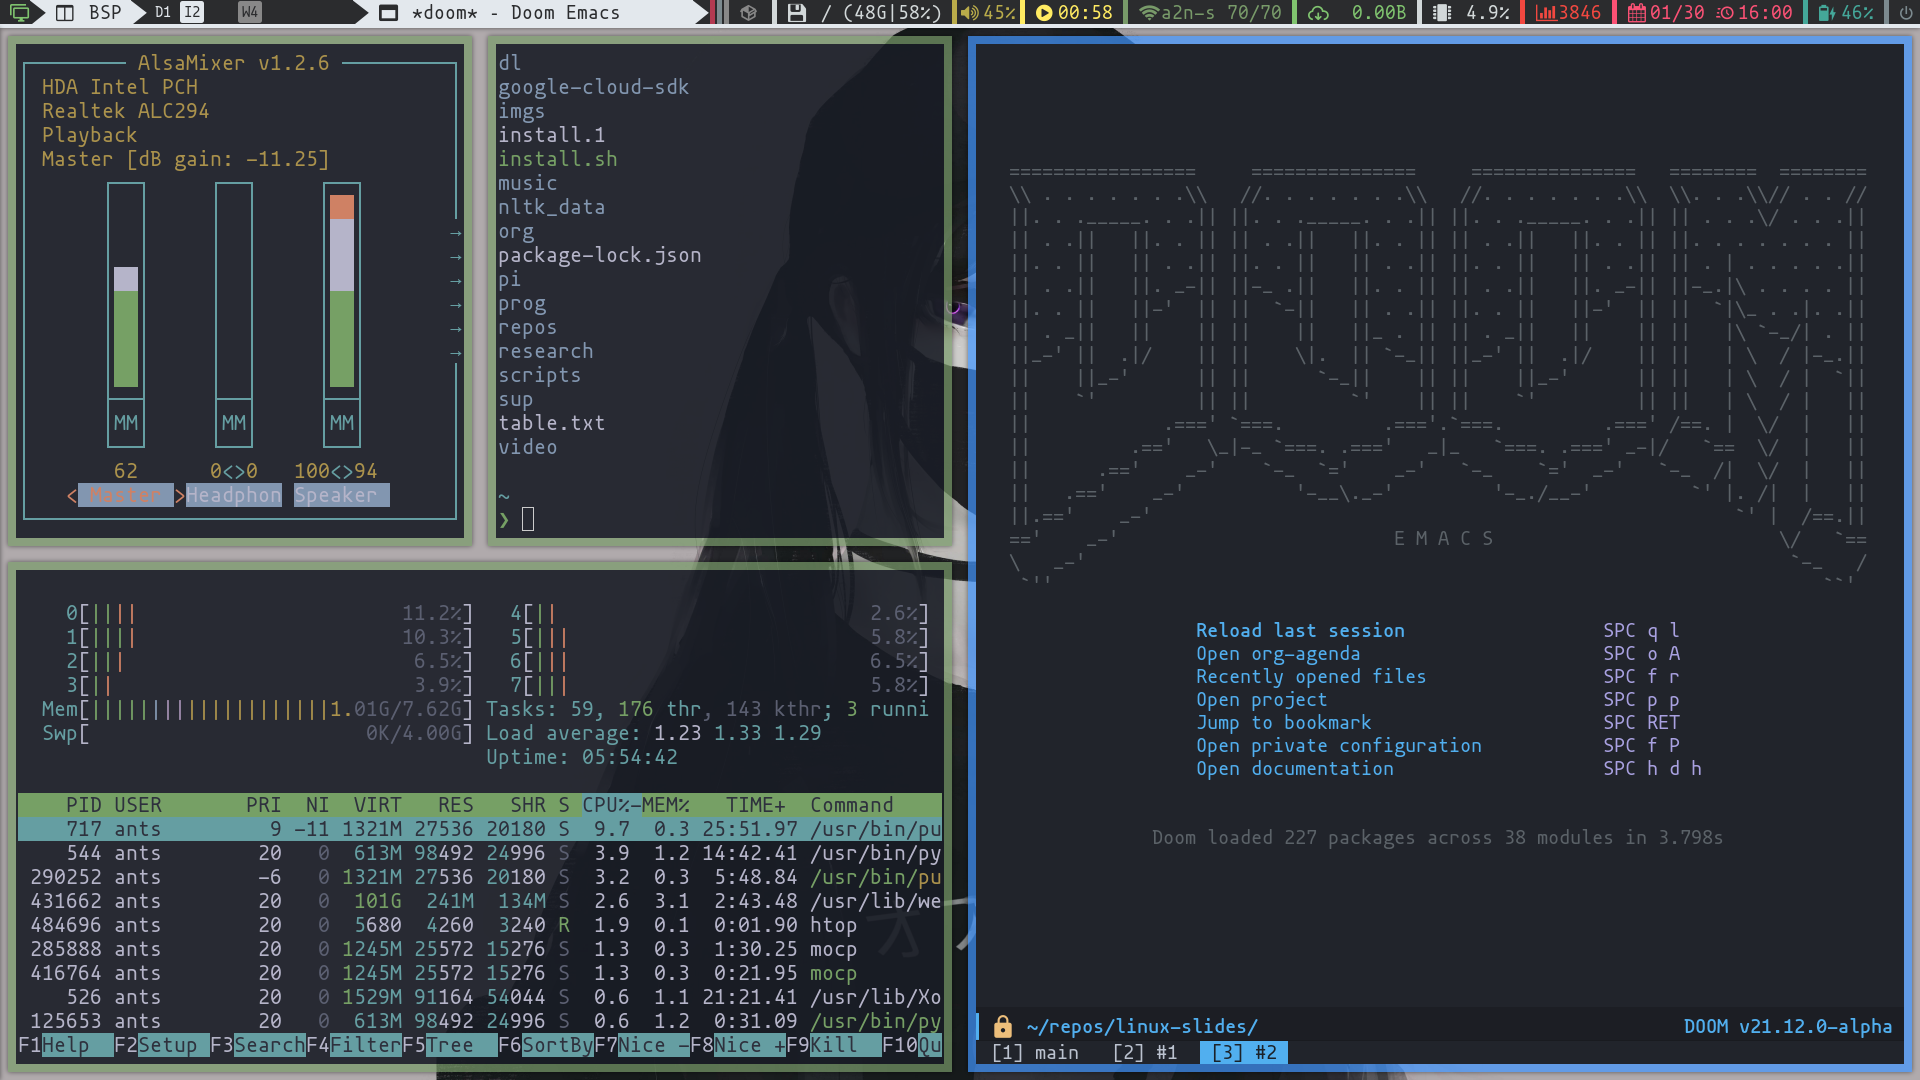 BSP D1 I2 W4 *doom* - Doom Emacs / (48G|58%) 45% 00:58 a2n-s 70/70 0.00B 4.9% 3846 01/30 16:00 46%
AlsaMixer v1.2.6
HDA Intel PCH
Realtek ALC294
Playback
Master [dB gain: -11.25]
MM MM MM
62 0<>0 100<>94
< Master >Headphon Speaker
dl
google-cloud-sdk
imgs
install.1
install.sh
music
nltk_data
org
package-lock.json
pi
prog
repos
research
scripts
sup
table.txt
video
~
❯
0[|||| 11.2%] 4[|| 2.6%]
1[|||| 10.3%] 5[||| 5.8%]
2[||| 6.5%] 6[||| 6.5%]
3[|| 3.9%] 7[||| 5.8%]
Mem[||||||||||||||||||||1.01G/7.62G] Tasks: 59, 176 thr, 143 kthr; 3 runni
Swp[ 0K/4.00G] Load average: 1.23 1.33 1.29
Uptime: 05:54:42
PID USER PRI NI VIRT RES SHR S CPU%-MEM% TIME+ Command
717 ants 9 -11 1321M 27536 20180 S 9.7 0.3 25:51.97 /usr/bin/pu
544 ants 20 0 613M 98492 24996 S 3.9 1.2 14:42.41 /usr/bin/py
290252 ants -6 0 1321M 27536 20180 S 3.2 0.3 5:48.84 /usr/bin/pu
431662 ants 20 0 101G 241M 134M S 2.6 3.1 2:43.48 /usr/lib/we
484696 ants 20 0 5680 4260 3240 R 1.9 0.1 0:01.90 htop
285888 ants 20 0 1245M 25572 15276 S 1.3 0.3 1:30.25 mocp
416764 ants 20 0 1245M 25572 15276 S 1.3 0.3 0:21.95 mocp
526 ants 20 0 1529M 91164 54044 S 0.6 1.1 21:21.41 /usr/lib/Xo
125653 ants 20 0 613M 98492 24996 S 0.6 1.2 0:31.09 /usr/bin/py
F1Help F2Setup F3SearchF4FilterF5Tree F6SortByF7Nice -F8Nice +F9Kill F10Qu
E M A C S
Reload last session SPC q l
Open org-agenda SPC o A
Recently opened files SPC f r
Open project SPC p p
Jump to bookmark SPC RET
Open private configuration SPC f P
Open documentation SPC h d h
Doom loaded 227 packages across 38 modules in 3.798s
~/repos/linux-slides/ DOOM v21.12.0-alpha
[1] main [2] #1 [3] #2